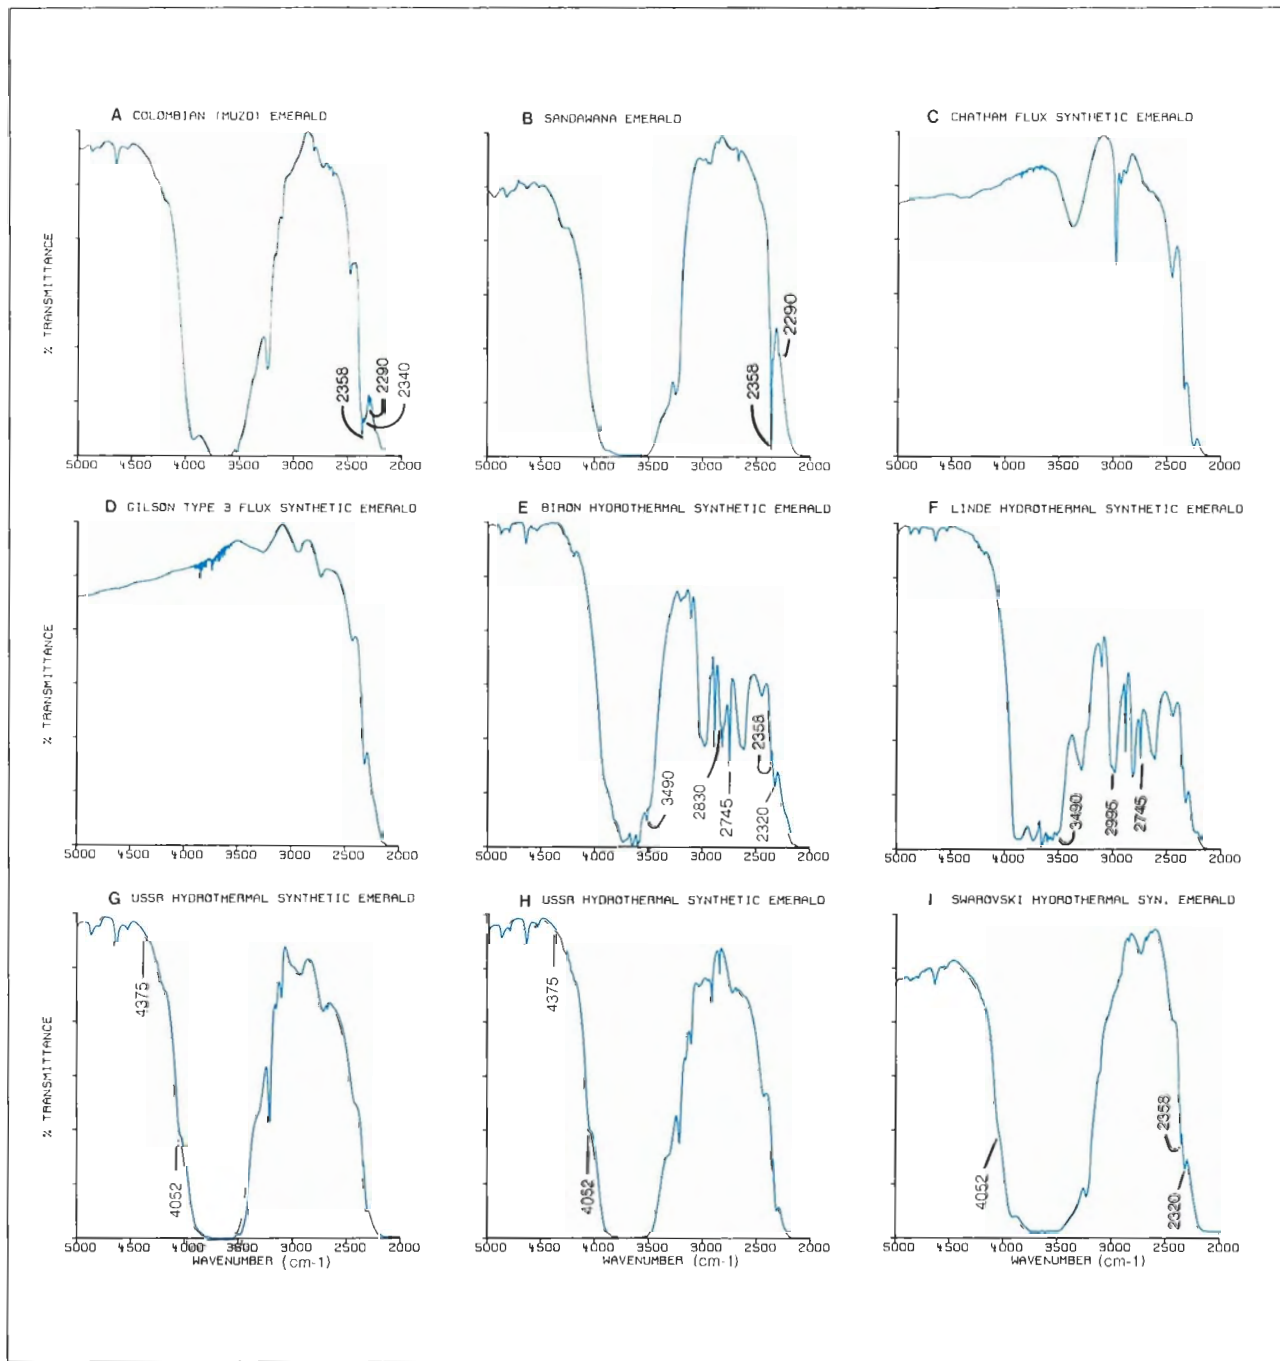 A COLOMBIAN (MUZO) EMERALD
% TRANSMITTANCE
2358
2290
2340
5000 4500 4000 3500 3000 2500 2000
B SANDAWANA EMERALD
2358
2290
5000 4500 4000 3500 3000 2500 2000
C CHATHAM FLUX SYNTHETIC EMERALD
5000 4500 4000 3500 3000 2500 2000
D GILSON TYPE 3 FLUX SYNTHETIC EMERALD
% TRANSMITTANCE
5000 4500 4000 3500 3000 2500 2000
E BIRON HYDROTHERMAL SYNTHETIC EMERALD
3490
2830
2745
2358
2320
5000 4500 4000 3500 3000 2500 2000
F LINDE HYDROTHERMAL SYNTHETIC EMERALD
3490
2995
2745
5000 4500 4000 3500 3000 2500 2000
G USSR HYDROTHERMAL SYNTHETIC EMERALD
% TRANSMITTANCE
4375
4052
5000 4500 4000 3500 3000 2500 2000
WAVENUMBER (cm-1)
H USSR HYDROTHERMAL SYNTHETIC EMERALD
4375
4052
5000 4500 4000 3500 3000 2500 2000
WAVENUMBER (cm-1)
I SWAROVSKI HYDROTHERMAL SYN. EMERALD
4052
2358
2320
5000 4500 4000 3500 3000 2500 2000
WAVENUMBER (cm-1)